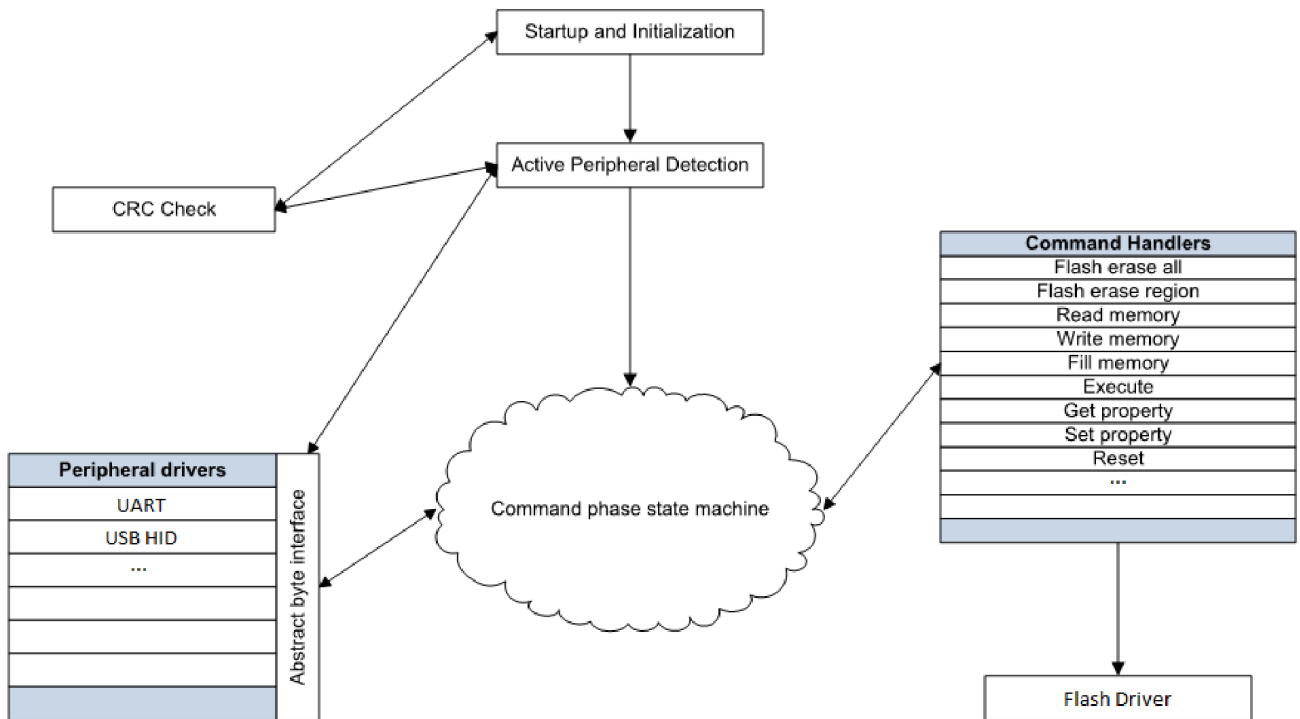 Startup and Initialization
Active Peripheral Detection
CRC Check
Command Handlers
Flash erase all
Flash erase region
Read memory
Write memory
Fill memory
Execute
Get property
Set property
Reset
...
Peripheral drivers
UART
USB HID
...
Abstract byte interface
Command phase state machine
Flash Driver